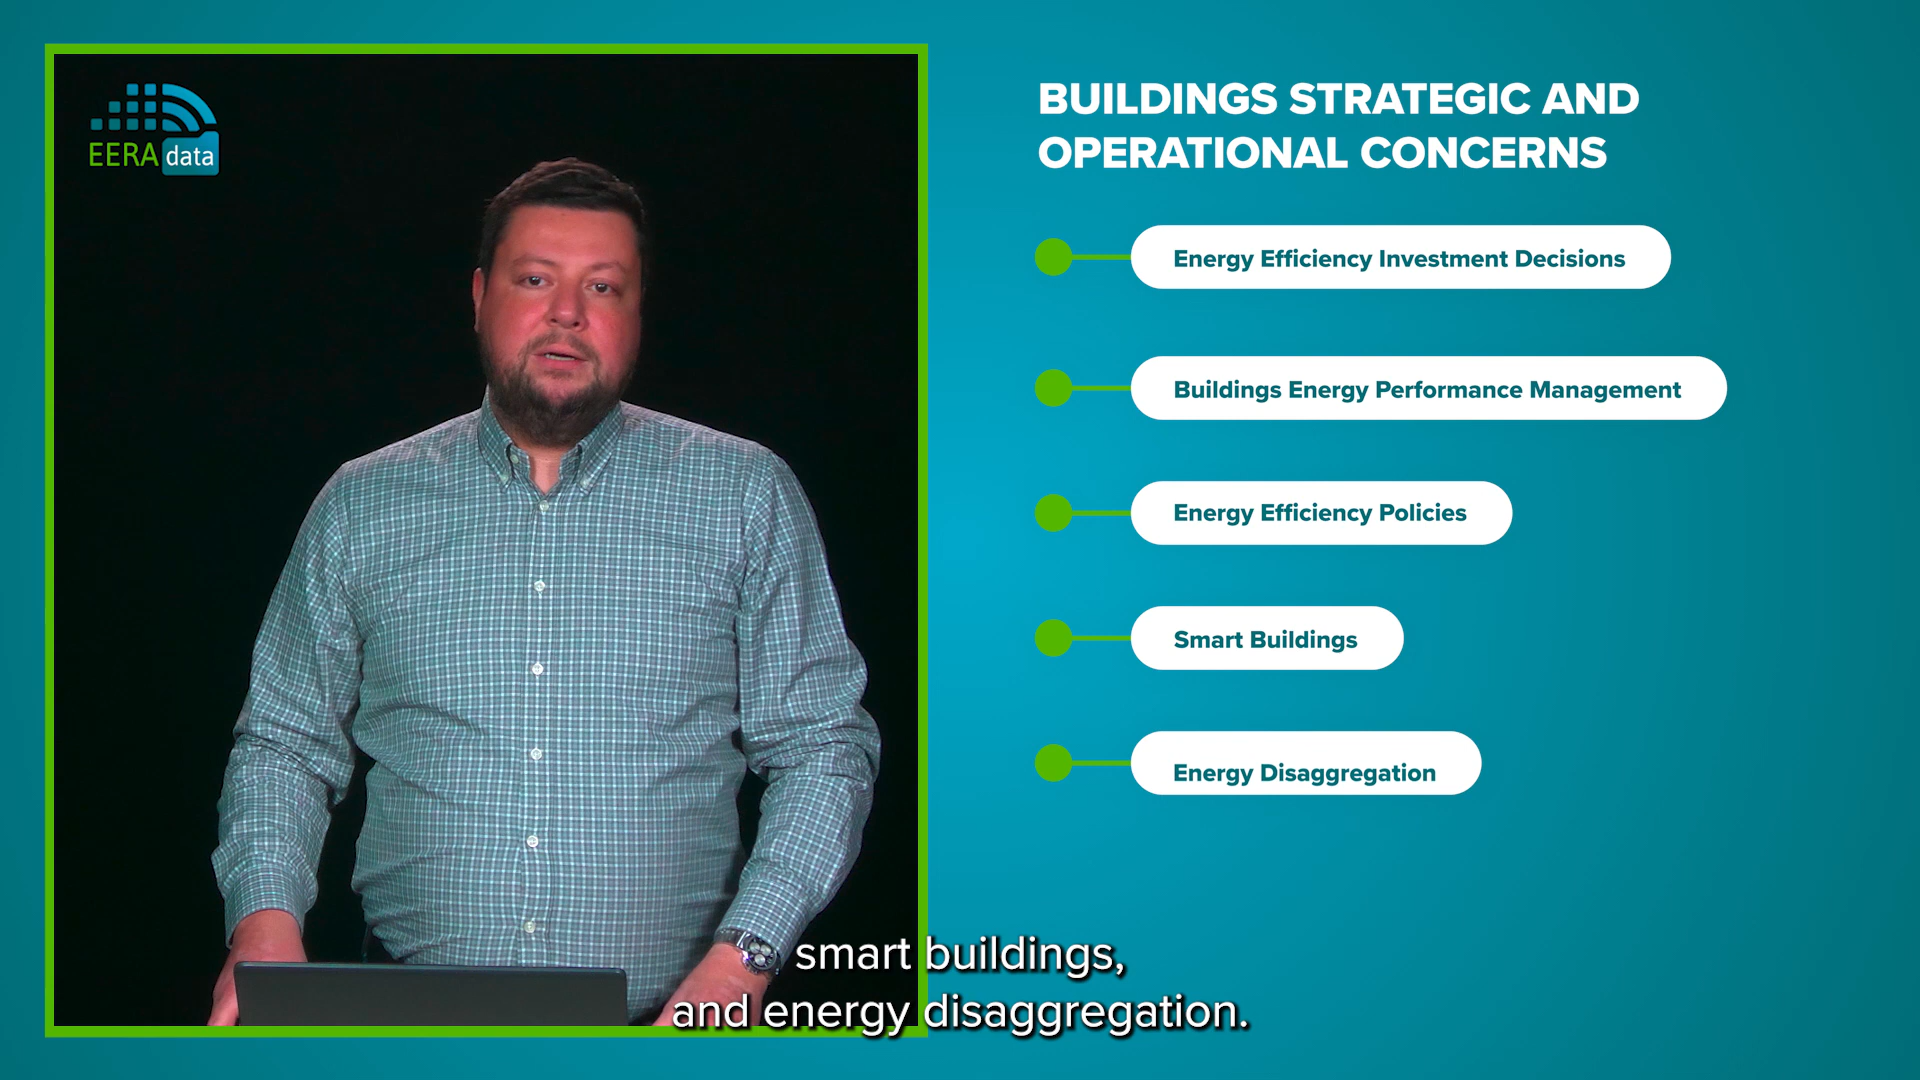 EERA data
BUILDINGS STRATEGIC AND
OPERATIONAL CONCERNS
Energy Efficiency Investment Decisions
Buildings Energy Performance Management
Energy Efficiency Policies
Smart Buildings
Energy Disaggregation
smart buildings,
and energy disaggregation.